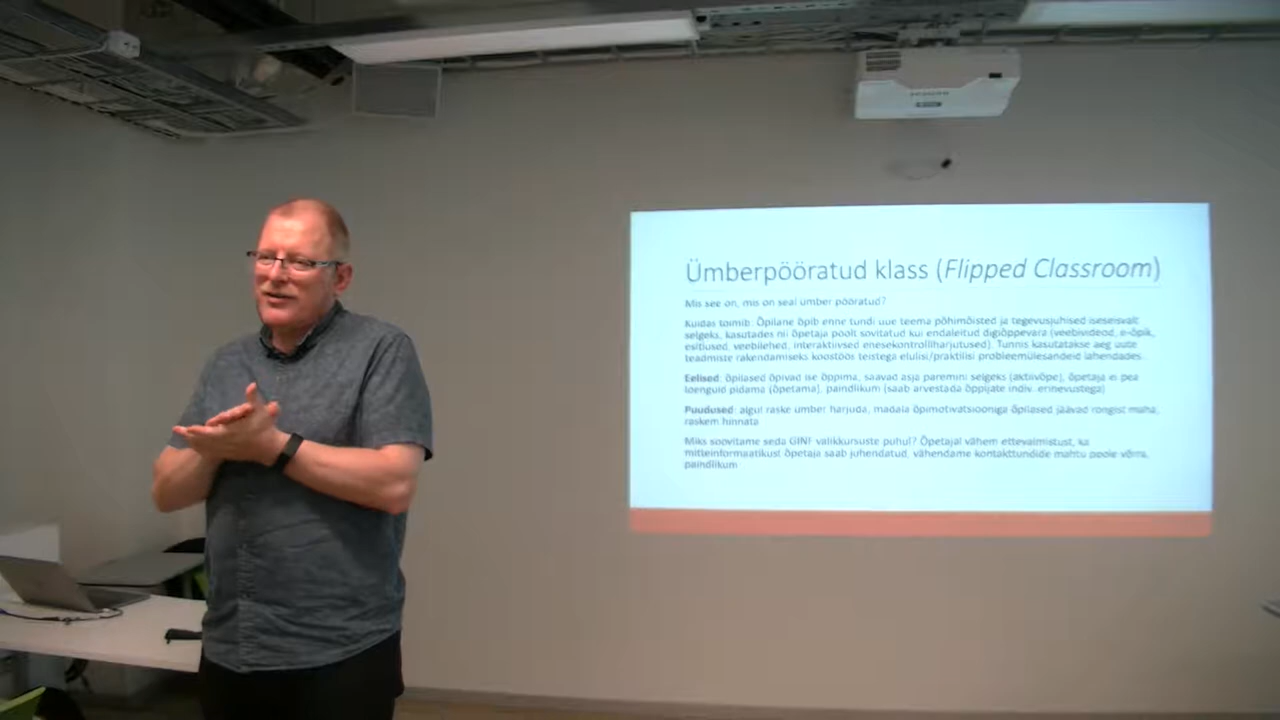 Ümberpööratud klass (Flipped Classroom)
Mis see on, mis on seal ümber pööratud?
Kuidas toimib: Õpilane õpib enne tundi uue teema põhimõisted ja tegevusjuhised iseseisvalt
selgeks, kasutades nii õpetaja poolt soovitatud kui endaleitud digiõppevara (veebivideod, e-õpik,
esitlused, veebilehed, interaktiivsed enesekontrolliharjutused). Tunnis kasutatakse aeg uute
teadmiste rakendamiseks koostöös teistega elulisi/praktilisi probleemülesandeid lahendades.
Eelised: õpilased õpivad ise õppima, saavad asja paremini selgeks (aktiivõpe), õpetaja ei pea
loenguid pidama (õpetama), paindlikum (saab arvestada õppijate indiv. erinevustega)
Puudused: algul raske ümber harjuda, madala õpimotivatsiooniga õpilased jäävad rongist maha,
raskem hinnata
Miks soovitame seda GINF valikkursuste puhul? Õpetajal vähem ettevalmistust, ka
mitteinformaatikust õpetaja saab juhendatud, vähendame kontakttundide mahtu poole võrra,
paindlikum